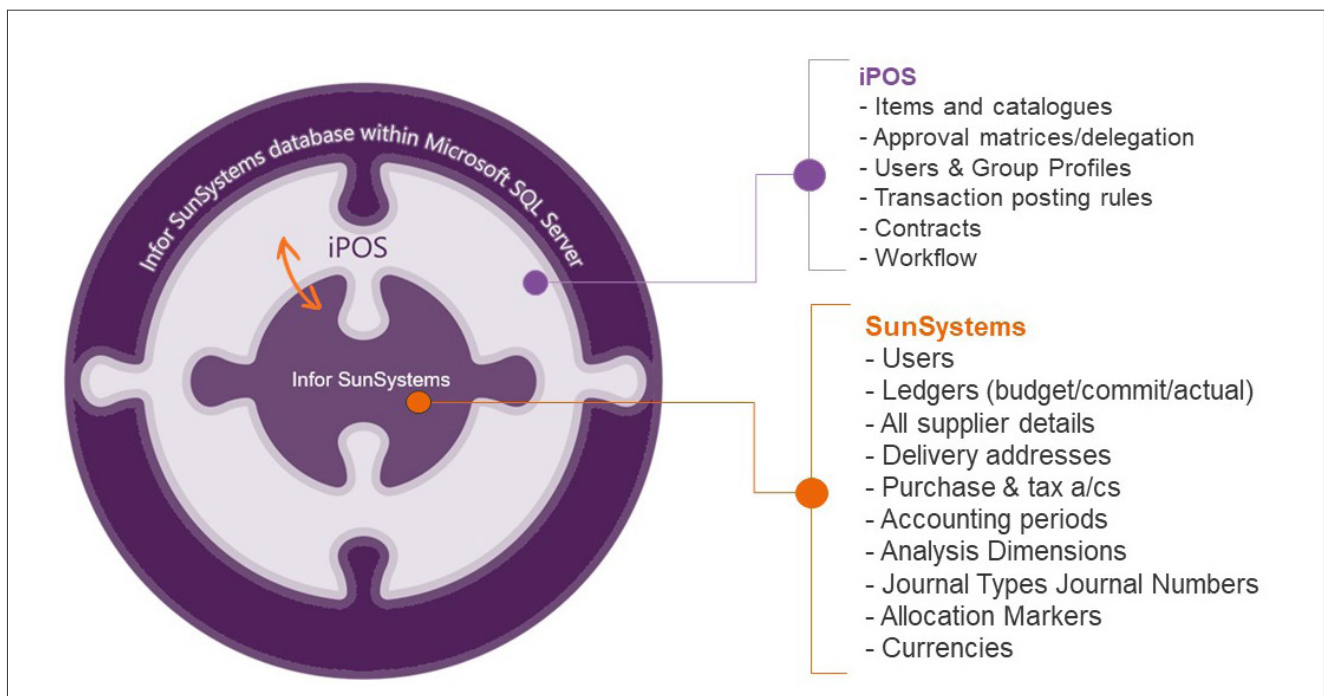 Infor SunSystems database within Microsoft SQL Server
iPOS
Infor SunSystems
iPOS
- Items and catalogues
- Approval matrices/delegation
- Users & Group Profiles
- Transaction posting rules
- Contracts
- Workflow
SunSystems
- Users
- Ledgers (budget/commit/actual)
- All supplier details
- Delivery addresses
- Purchase & tax a/cs
- Accounting periods
- Analysis Dimensions
- Journal Types Journal Numbers
- Allocation Markers
- Currencies